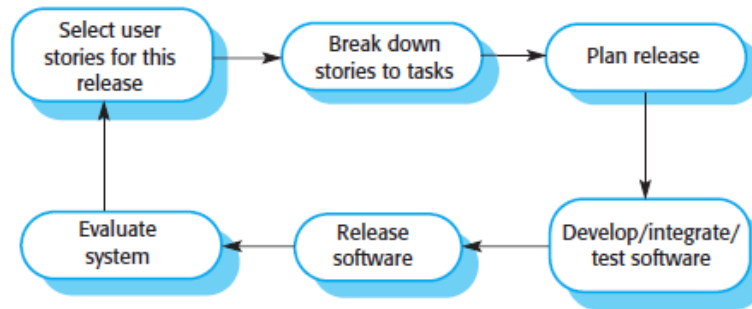 Select user
stories for this
release
Break down
stories to tasks
Plan release
Develop/integrate/
test software
Release
software
Evaluate
system